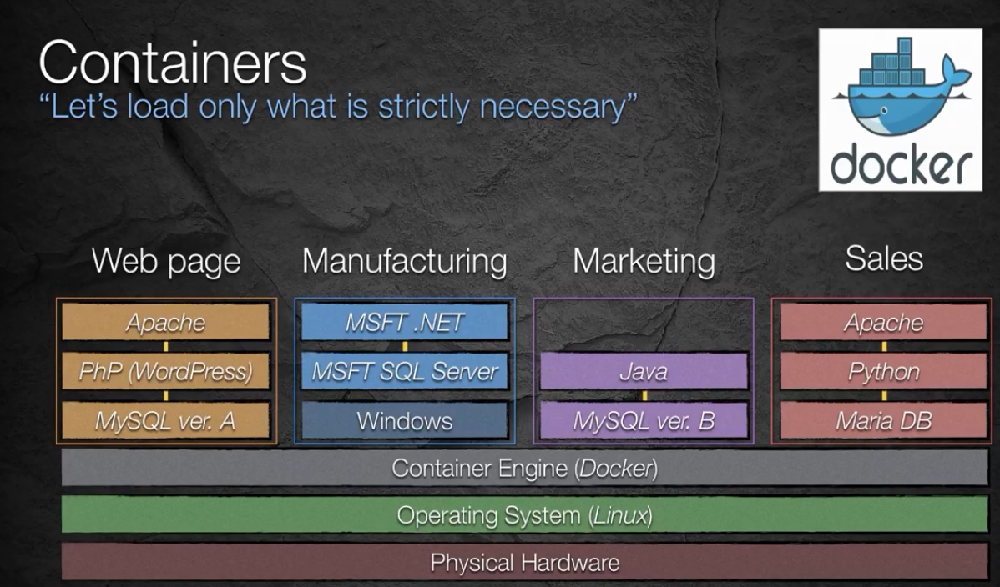 Containers
“Let’s load only what is strictly necessary”
docker
Web page
Manufacturing
Marketing
Sales
Apache
PhP (WordPress)
MySQL ver. A
MSFT .NET
MSFT SQL Server
Windows
Java
MySQL ver. B
Apache
Python
Maria DB
Container Engine (Docker)
Operating System (Linux)
Physical Hardware